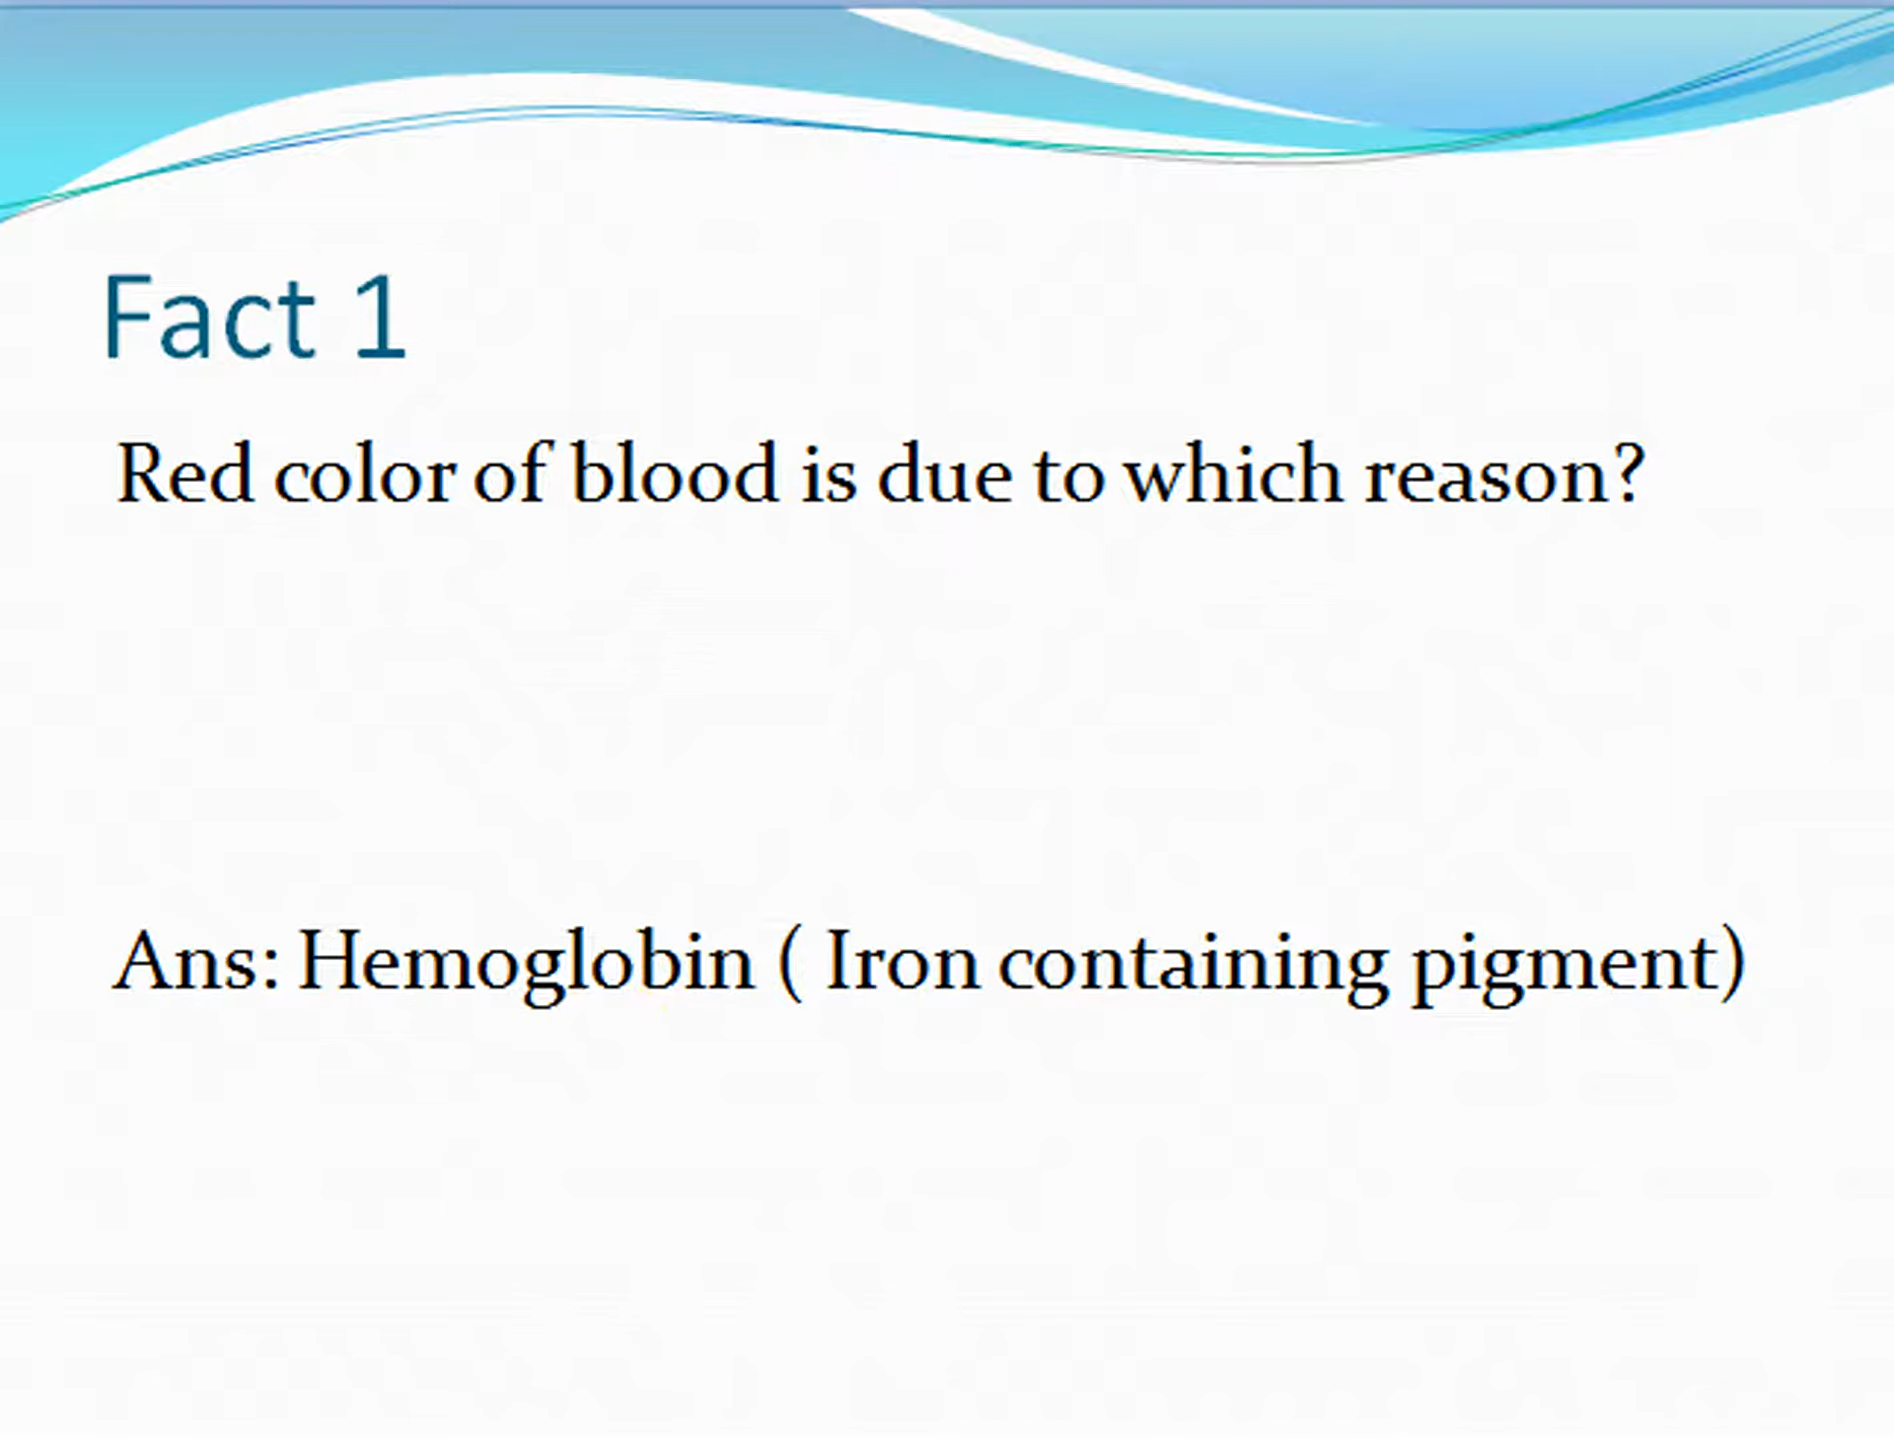 Fact 1
Red color of blood is due to which reason?
Ans: Hemoglobin ( Iron containing pigment)